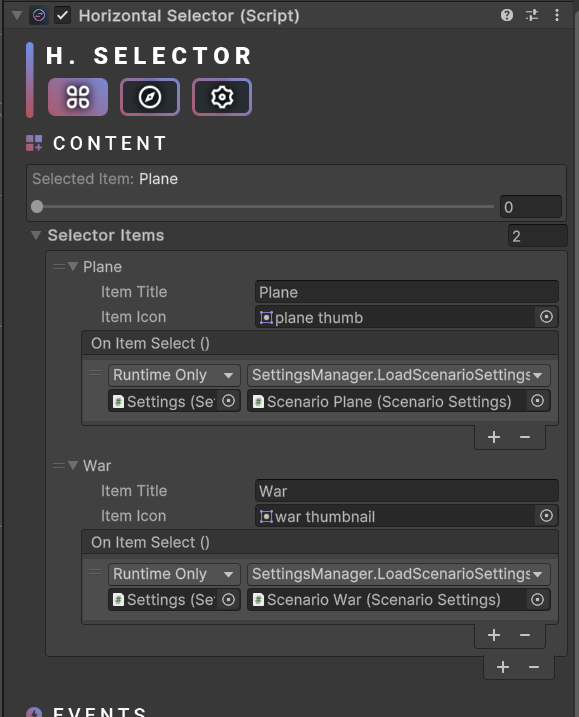 Horizontal Selector (Script)
H. SELECTOR
CONTENT
Selected Item: Plane
0
Selector Items
2
Plane
Item Title Plane
Item Icon plane thumb
On Item Select ()
Runtime Only SettingsManager.LoadScenarioSettings
Settings (Se Scenario Plane (Scenario Settings)
+ −
War
Item Title War
Item Icon war thumbnail
On Item Select ()
Runtime Only SettingsManager.LoadScenarioSettings
Settings (Se Scenario War (Scenario Settings)
+ −
+ −
EVENTS